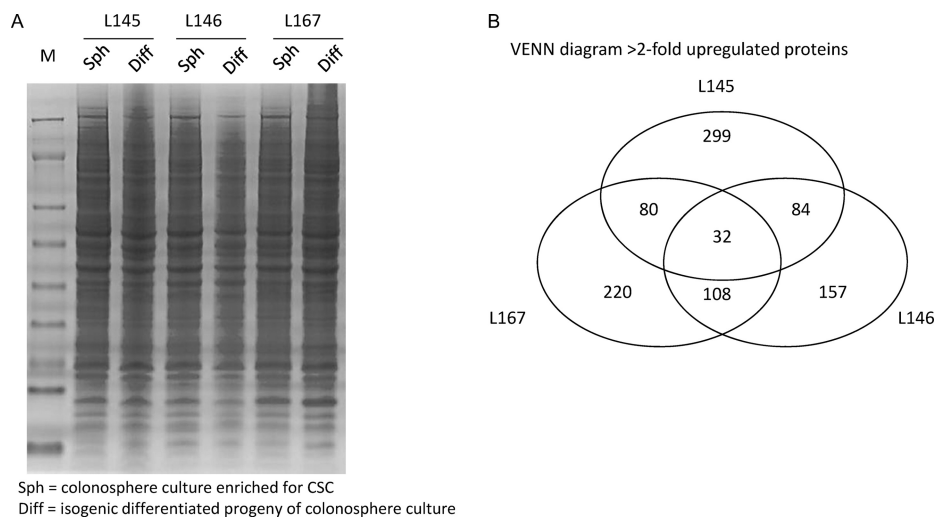 A
L145 L146 L167
M Sph Diff Sph Diff Sph Diff
Sph = colonosphere culture enriched for CSC
Diff = isogenic differentiated progeny of colonosphere culture
B
VENN diagram >2-fold upregulated proteins
L145
299
80 84
32
220 108 157
L167 L146